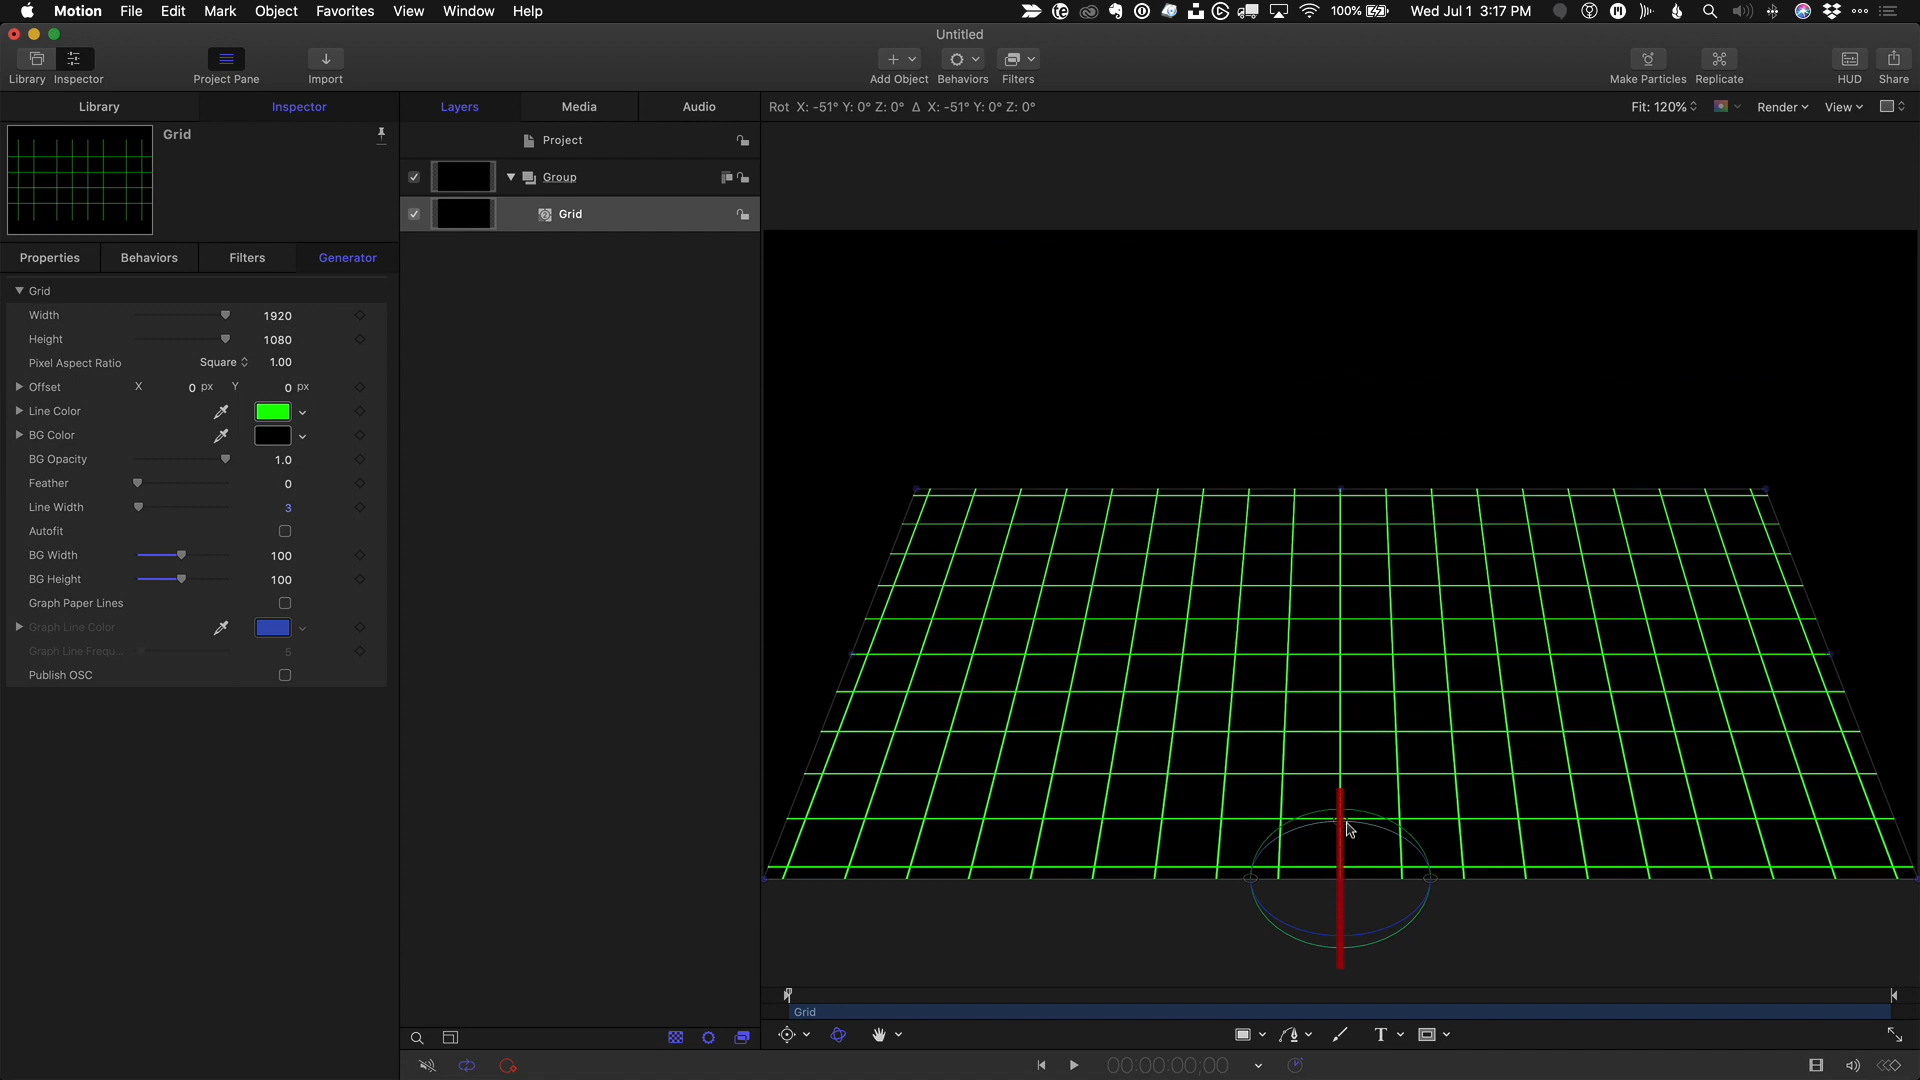 Motion File Edit Mark Object Favorites View Window Help 100% Wed Jul 1 3:17 PM
Untitled
Library Inspector Project Pane Import Add Object Behaviors Filters Make Particles Replicate HUD Share
Library Inspector Layers Media Audio Rot X: -51° Y: 0° Z: 0° Δ X: -51° Y: 0° Z: 0° Fit: 120% Render View
Grid
Project
Group
Grid
Properties Behaviors Filters Generator
Grid
Width 1920
Height 1080
Pixel Aspect Ratio Square 1.00
Offset X 0 px Y 0 px
Line Color
BG Color
BG Opacity 1.0
Feather 0
Line Width 3
Autofit
BG Width 100
BG Height 100
Graph Paper Lines
Graph Line Color
Graph Line Frequ... 5
Publish OSC
Grid
T
00:00:00;00